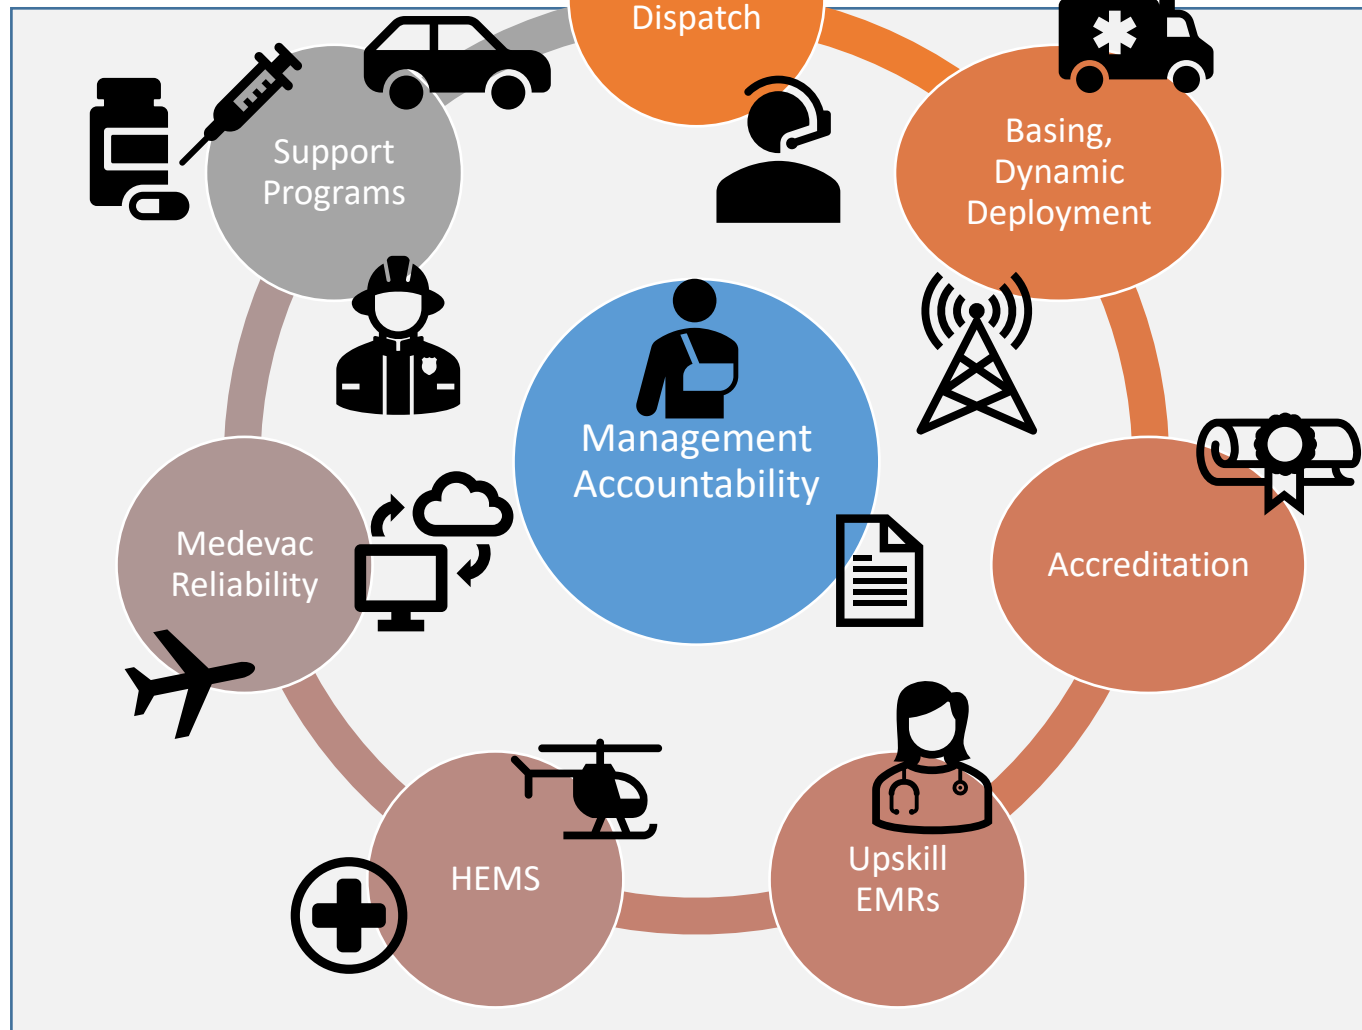 Dispatch
Basing,
Dynamic
Deployment
Support
Programs
Management
Accountability
Medevac
Reliability
Accreditation
HEMS
Upskill
EMRs